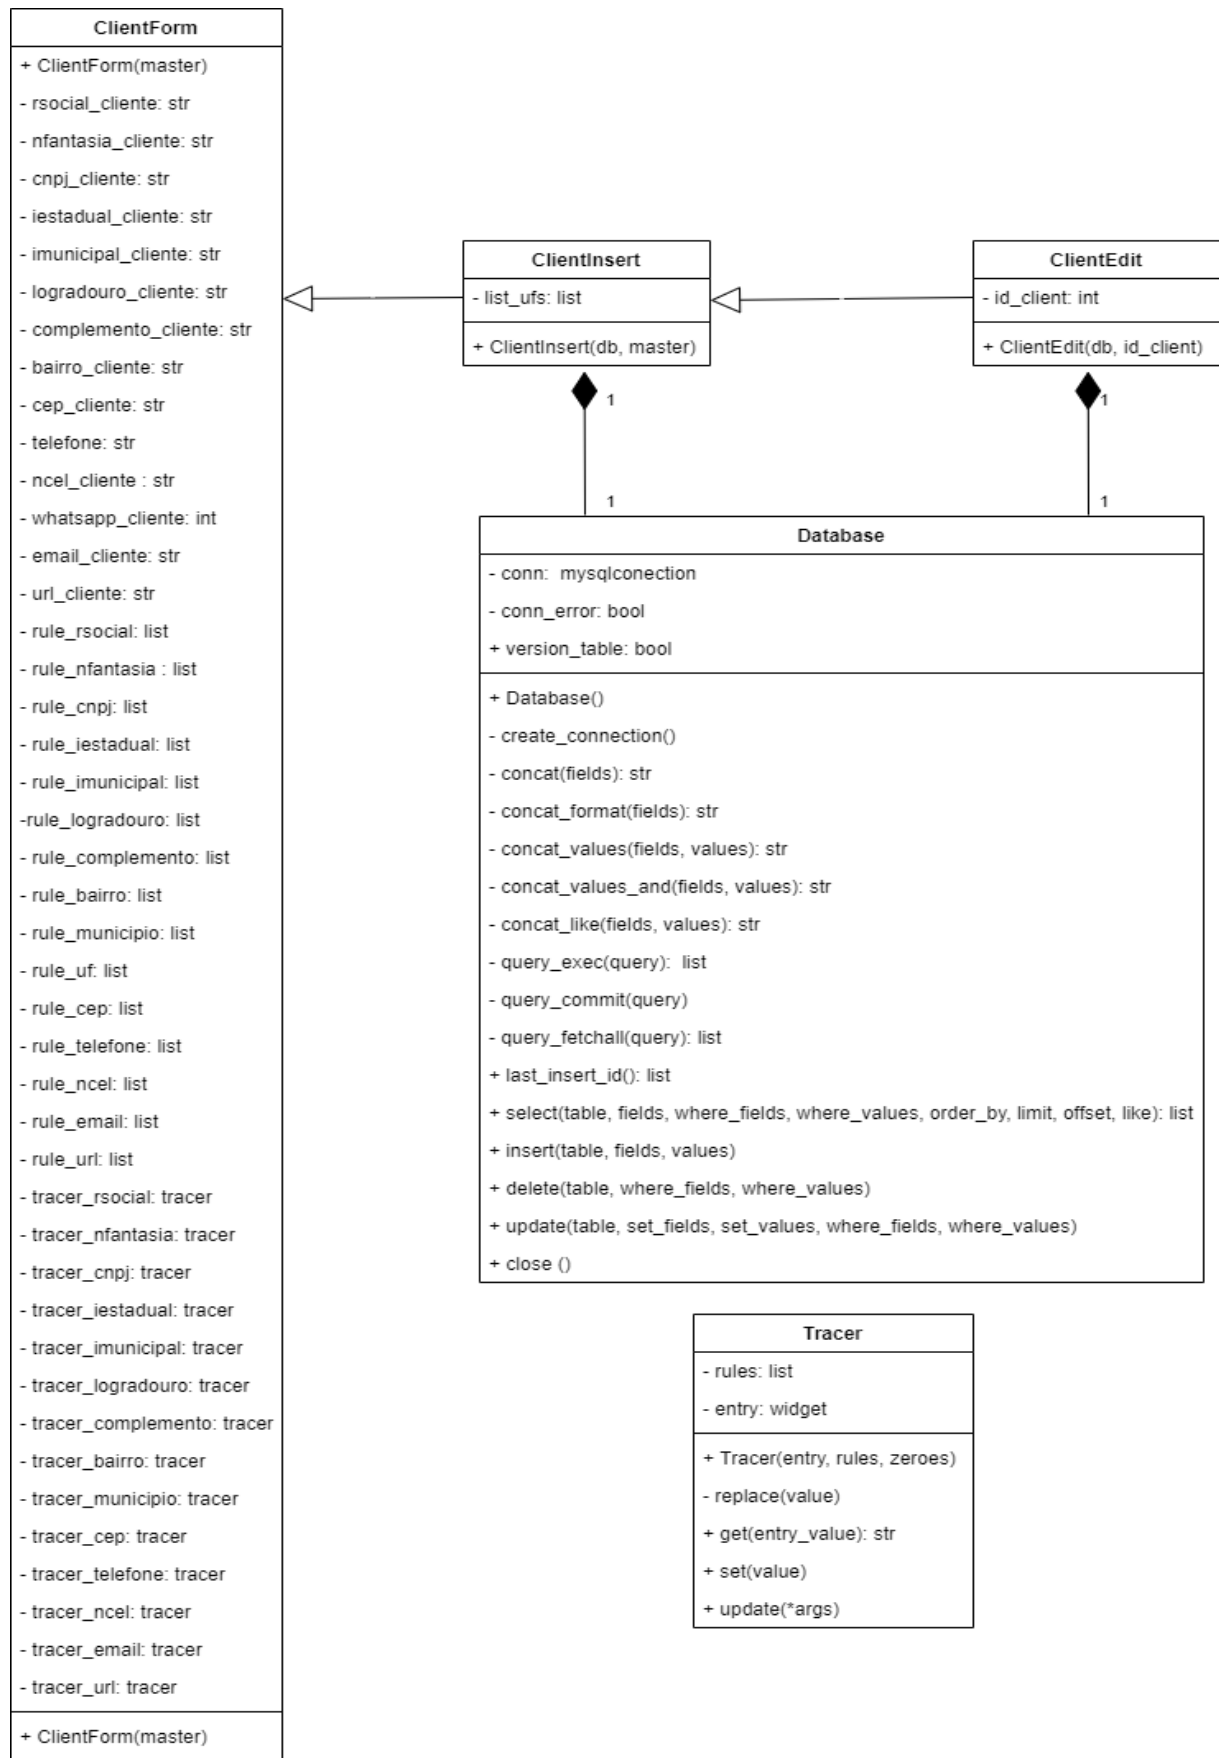 ClientForm
+ ClientForm(master)
- rsocial_cliente: str
- nfantasia_cliente: str
- cnpj_cliente: str
- iestadual_cliente: str
- imunicipal_cliente: str
- logradouro_cliente: str
- complemento_cliente: str
- bairro_cliente: str
- cep_cliente: str
- telefone: str
- ncel_cliente : str
- whatsapp_cliente: int
- email_cliente: str
- url_cliente: str
- rule_rsocial: list
- rule_nfantasia : list
- rule_cnpj: list
- rule_iestadual: list
- rule_imunicipal: list
-rule_logradouro: list
- rule_complemento: list
- rule_bairro: list
- rule_municipio: list
- rule_uf: list
- rule_cep: list
- rule_telefone: list
- rule_ncel: list
- rule_email: list
- rule_url: list
- tracer_rsocial: tracer
- tracer_nfantasia: tracer
- tracer_cnpj: tracer
- tracer_iestadual: tracer
- tracer_imunicipal: tracer
- tracer_logradouro: tracer
- tracer_complemento: tracer
- tracer_bairro: tracer
- tracer_municipio: tracer
- tracer_cep: tracer
- tracer_telefone: tracer
- tracer_ncel: tracer
- tracer_email: tracer
- tracer_url: tracer
+ ClientForm(master)
ClientInsert
- list_ufs: list
+ ClientInsert(db, master)
1
1
ClientEdit
- id_client: int
+ ClientEdit(db, id_client)
1
1
Database
- conn:  mysqlconection
- conn_error: bool
+ version_table: bool
+ Database()
- create_connection()
- concat(fields): str
- concat_format(fields): str
- concat_values(fields, values): str
- concat_values_and(fields, values): str
- concat_like(fields, values): str
- query_exec(query):  list
- query_commit(query)
- query_fetchall(query): list
+ last_insert_id(): list
+ select(table, fields, where_fields, where_values, order_by, limit, offset, like): list
+ insert(table, fields, values)
+ delete(table, where_fields, where_values)
+ update(table, set_fields, set_values, where_fields, where_values)
+ close ()
Tracer
- rules: list
- entry: widget
+ Tracer(entry, rules, zeroes)
- replace(value)
+ get(entry_value): str
+ set(value)
+ update(*args)